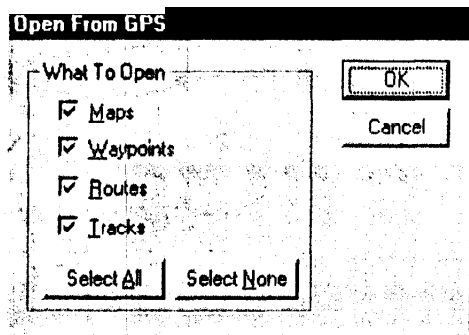 Open From GPS
What To Open
Maps
Waypoints
Routes
Tracks
Select All
Select None
OK
Cancel